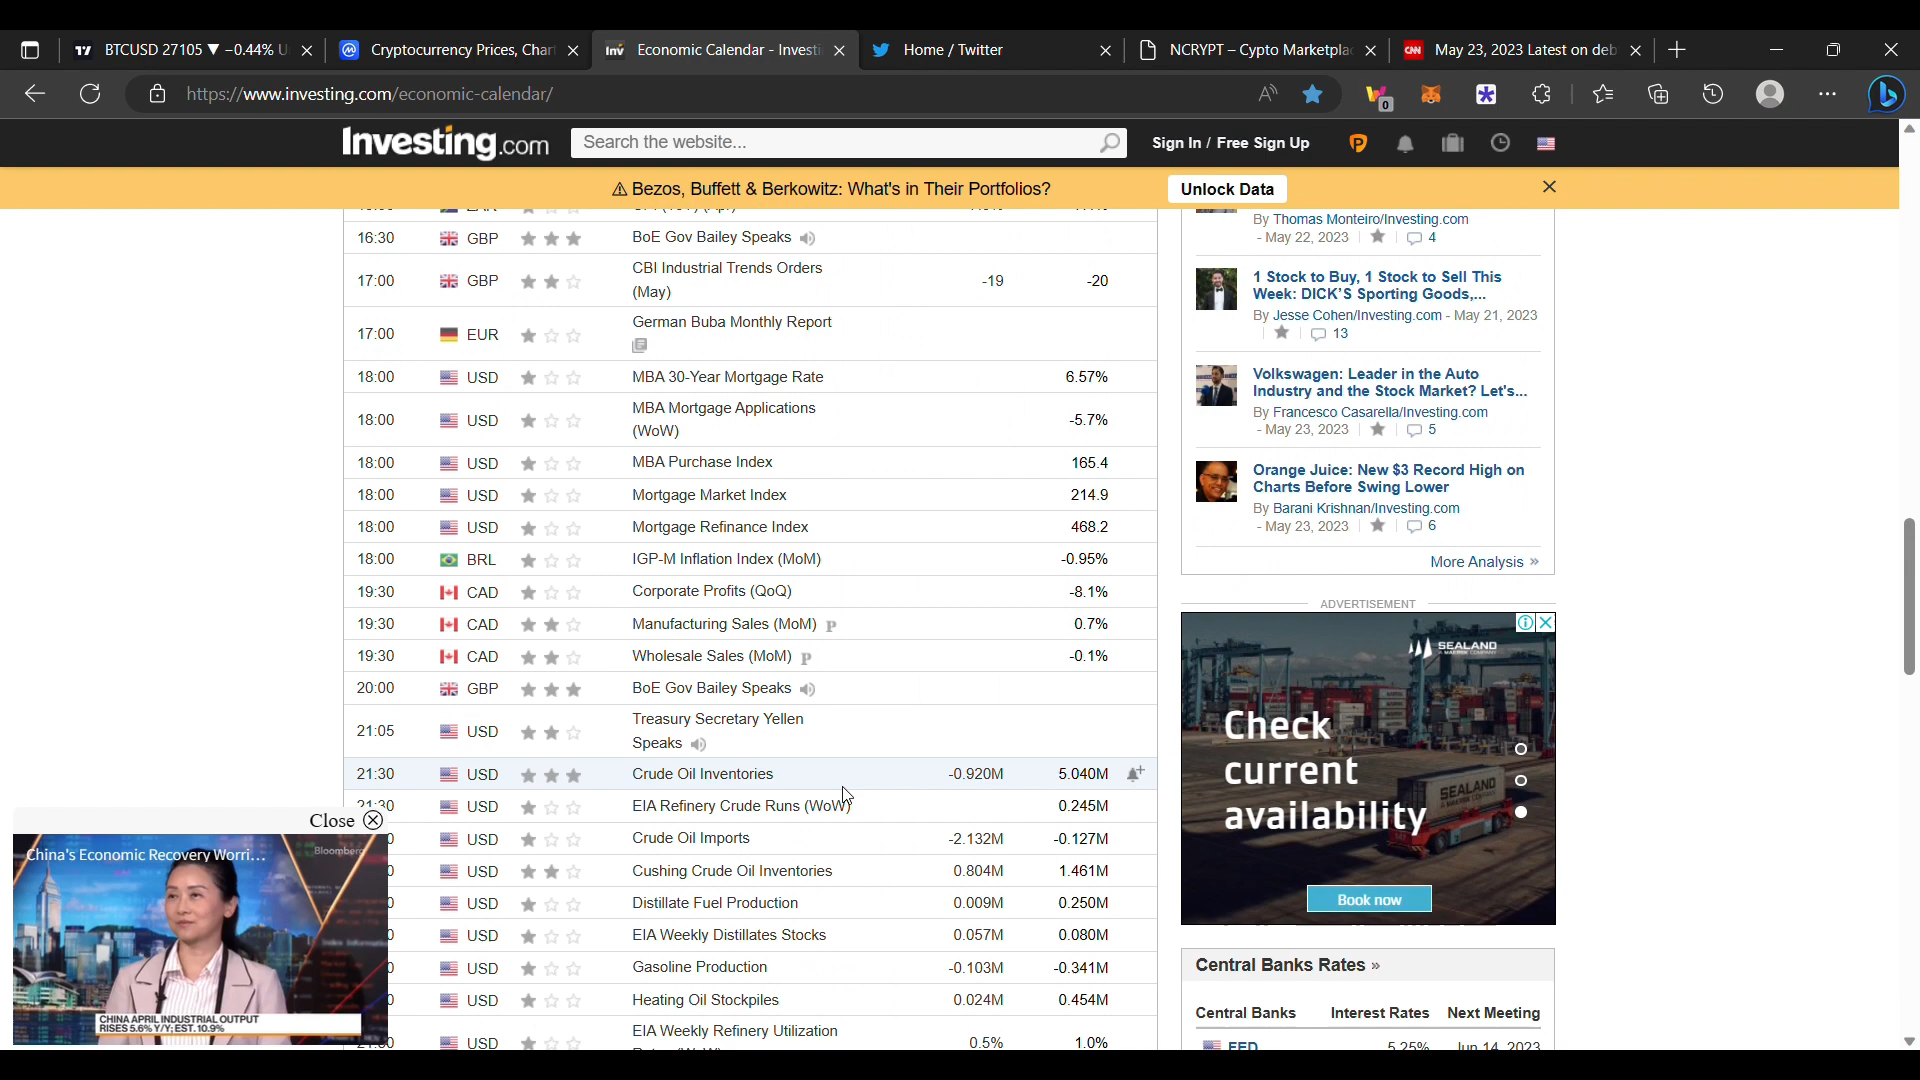 BTCUSD 27105 ▼ −0.44% U
Cryptocurrency Prices, Char
Economic Calendar - Investi
Home / Twitter
NCRYPT – Cypto Marketplac
May 23, 2023 Latest on deb
https://www.investing.com/economic-calendar/
0
Investing.com
Search the website...
Sign In / Free Sign Up
Bezos, Buffett & Berkowitz: What's in Their Portfolios?
Unlock Data
16:30 GBP BoE Gov Bailey Speaks
17:00 GBP CBI Industrial Trends Orders -19 -20
(May)
17:00 EUR German Buba Monthly Report
18:00 USD MBA 30-Year Mortgage Rate 6.57%
18:00 USD MBA Mortgage Applications -5.7%
(WoW)
18:00 USD MBA Purchase Index 165.4
18:00 USD Mortgage Market Index 214.9
18:00 USD Mortgage Refinance Index 468.2
18:00 BRL IGP-M Inflation Index (MoM) -0.95%
19:30 CAD Corporate Profits (QoQ) -8.1%
19:30 CAD Manufacturing Sales (MoM) P 0.7%
19:30 CAD Wholesale Sales (MoM) P -0.1%
20:00 GBP BoE Gov Bailey Speaks
21:05 USD Treasury Secretary Yellen
Speaks
21:30 USD Crude Oil Inventories -0.920M 5.040M
21:30 USD EIA Refinery Crude Runs (WoW) 0.245M
USD Crude Oil Imports -2.132M -0.127M
USD Cushing Crude Oil Inventories 0.804M 1.461M
USD Distillate Fuel Production 0.009M 0.250M
USD EIA Weekly Distillates Stocks 0.057M 0.080M
USD Gasoline Production -0.103M -0.341M
USD Heating Oil Stockpiles 0.024M 0.454M
USD EIA Weekly Refinery Utilization 0.5% 1.0%
Close
China's Economic Recovery Worri...
Bloomberg
CHINA APRIL INDUSTRIAL OUTPUT
RISES 5.6% Y/Y; EST. 10.9%
By Thomas Monteiro/Investing.com
- May 22, 2023 4
1 Stock to Buy, 1 Stock to Sell This
Week: DICK'S Sporting Goods,...
By Jesse Cohen/Investing.com - May 21, 2023
13
Volkswagen: Leader in the Auto
Industry and the Stock Market? Let's...
By Francesco Casarella/Investing.com
- May 23, 2023 5
Orange Juice: New $3 Record High on
Charts Before Swing Lower
By Barani Krishnan/Investing.com
- May 23, 2023 6
More Analysis »
ADVERTISEMENT
SEALAND
A MAERSK COMPANY
Check
current
availability
SEALAND
Book now
Central Banks Rates »
Central Banks Interest Rates Next Meeting
FED 5.25% Jun 14, 2023